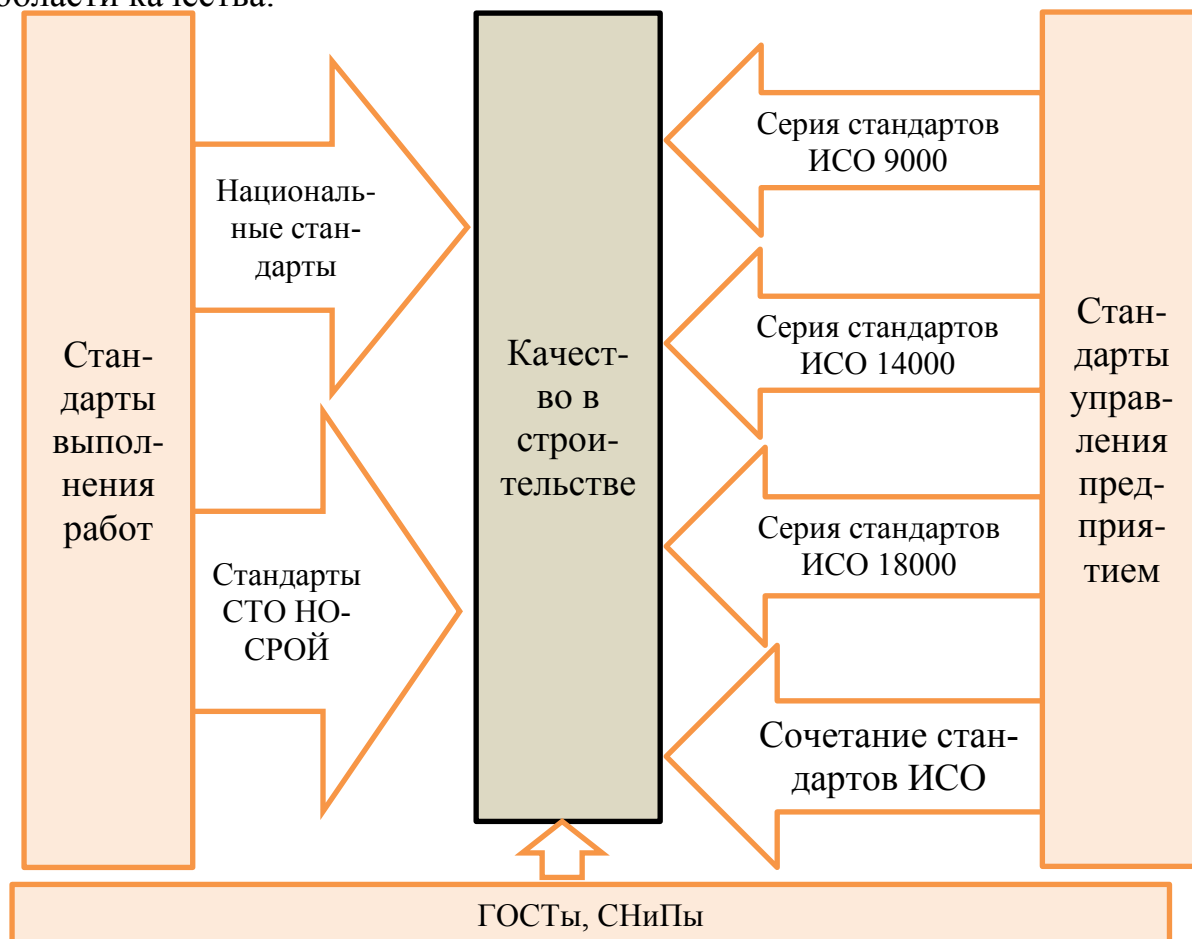 области качества.
Стан-
дарты
выпол-
нения
работ
Националь-
ные стан-
дарты
Стандарты
СТО НО-
СРОЙ
Качест-
во в
строи-
тельстве
Серия стандартов
ИСО 9000
Серия стандартов
ИСО 14000
Серия стандартов
ИСО 18000
Сочетание стан-
дартов ИСО
Стан-
дарты
управ-
ления
пред-
прия-
тием
ГОСТы, СНиПы